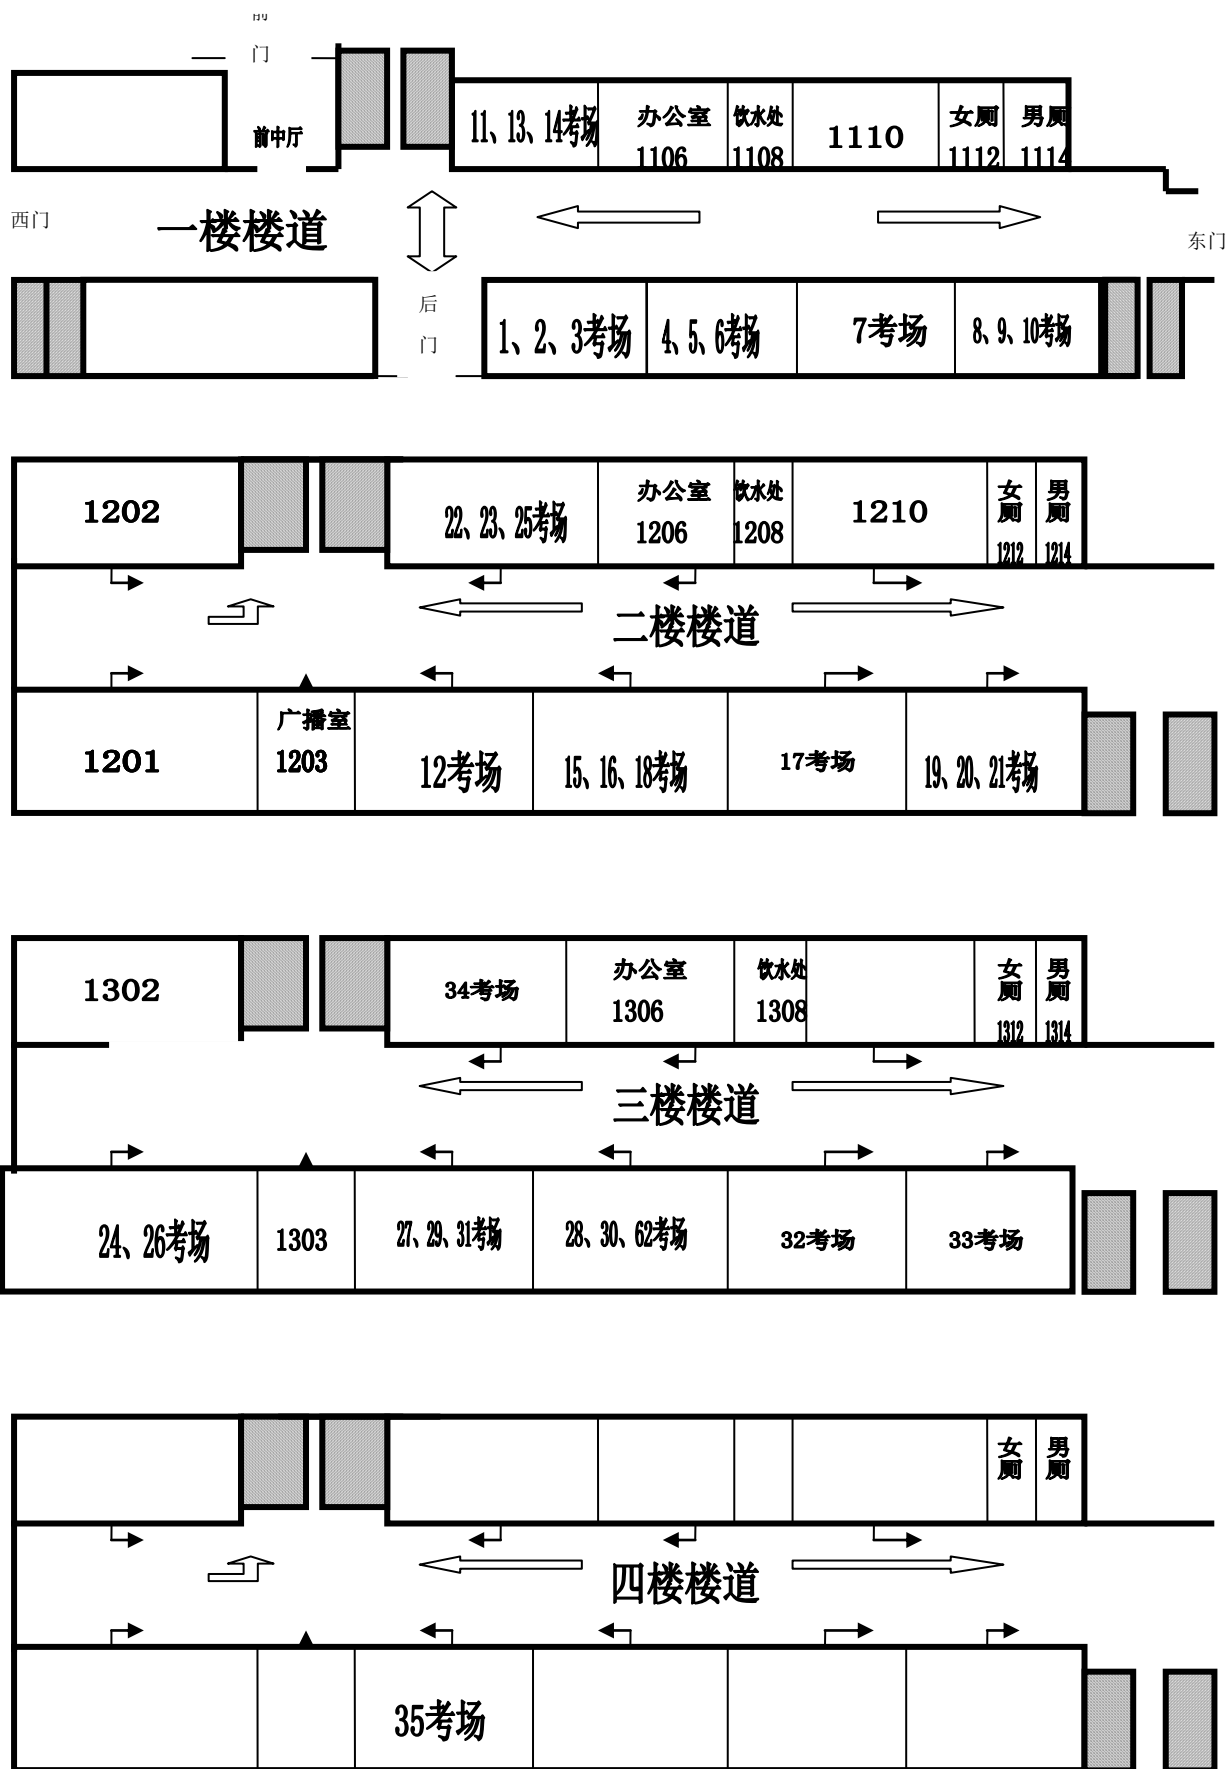 前
门
前中厅
11、13、14考场
办公室
1106
饮水处
1108
1110
女厕
1112
男厕
1114
西门
一楼楼道
东门
后
门
1、2、3考场
4、5、6考场
7考场
8、9、10考场
1202
22、23、25考场
办公室
1206
饮水处
1208
1210
女厕
1212
男厕
1214
二楼楼道
1201
广播室
1203
12考场
15、16、18考场
17考场
19、20、21考场
1302
34考场
办公室
1306
饮水处
1308
女厕
1312
男厕
1314
三楼楼道
24、26考场
1303
27、29、31考场
28、30、62考场
32考场
33考场
女厕
男厕
四楼楼道
35考场